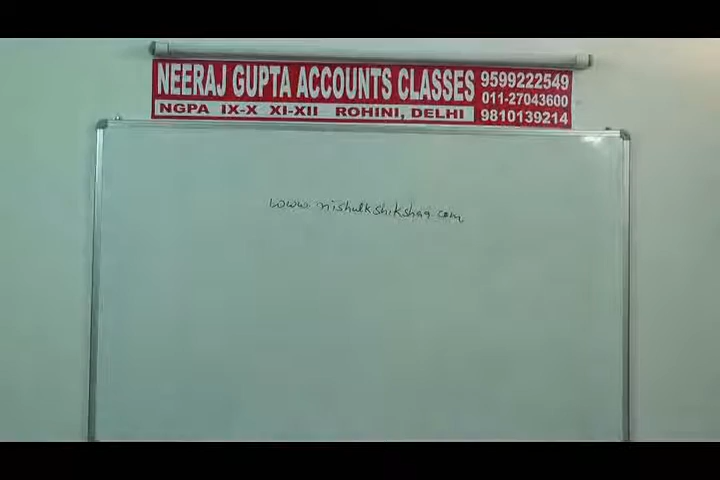 NEERAJ GUPTA ACCOUNTS CLASSES
NGPA IX-X XI-XII ROHINI, DELHI
9599222549
011-27043600
9810139214
www.nishulkshikshaa.com